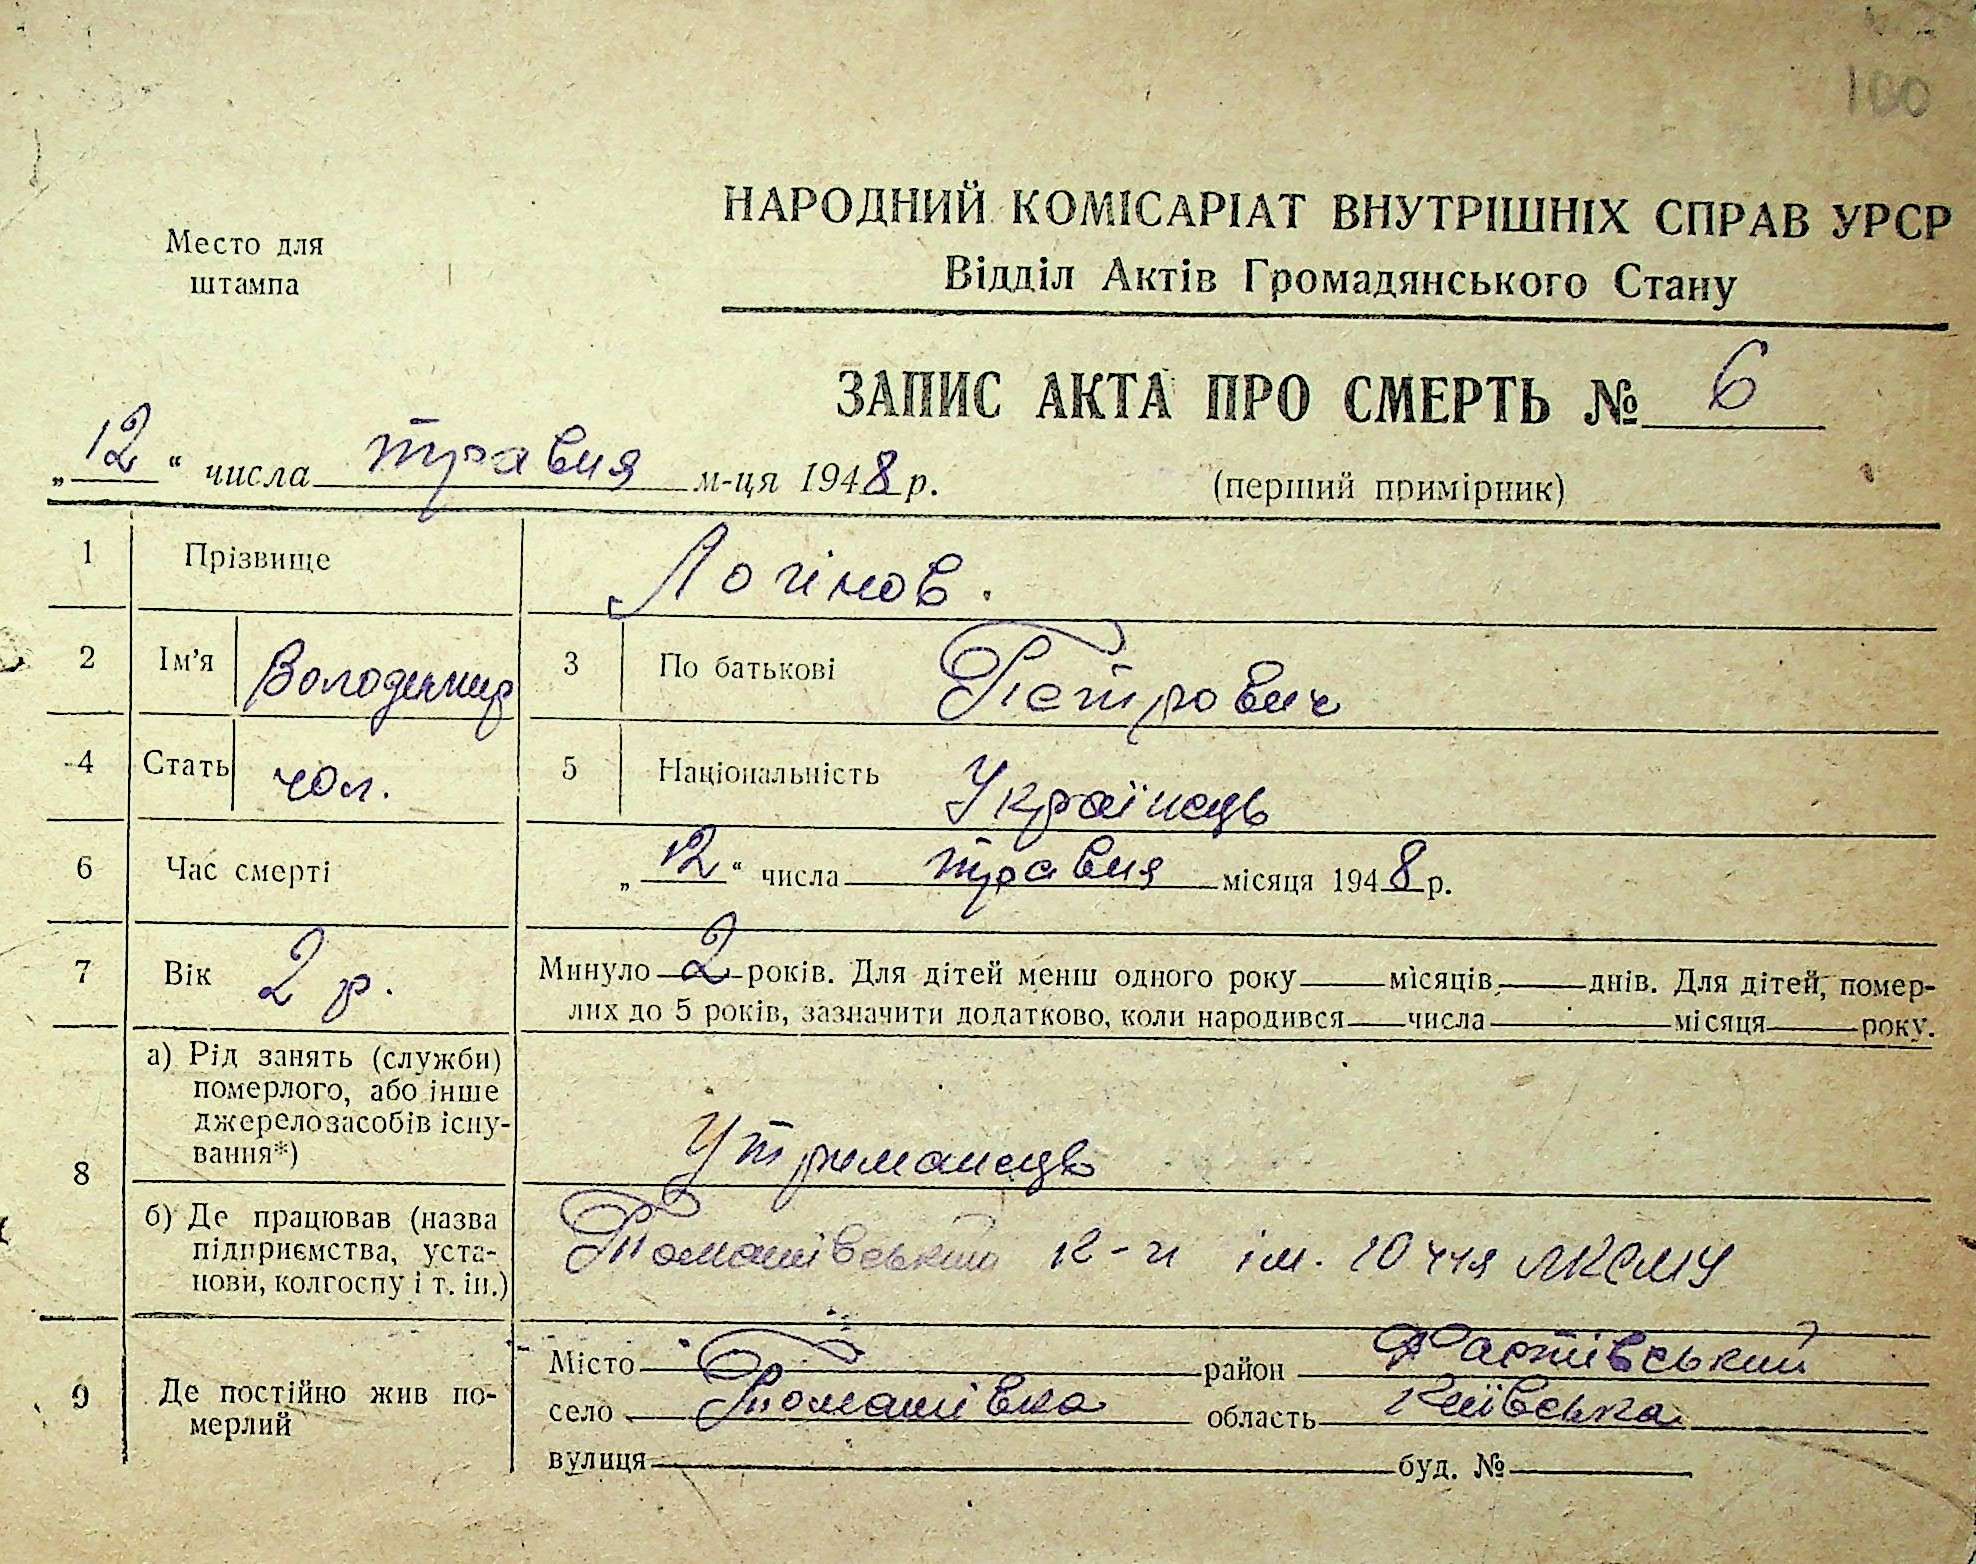 100
Место для
штампа
НАРОДНИЙ КОМІСАРІАТ ВНУТРІШНІХ СПРАВ УРСР
Відділ Актів Громадянського Стану
ЗАПИС АКТА ПРО СМЕРТЬ № 6
„12“ числа травня м-ця 1948 р.
(перший примірник)
1 Прізвище Логінов.
2 Ім'я Володимир 3 По батькові Петрович
4 Стать чол. 5 Національність Українець
6 Час смерті „12“ числа травня місяця 1948 р.
7 Вік 2 р. Минуло 2 років. Для дітей менш одного року місяців, днів. Для дітей, помер-
лих до 5 років, зазначити додатково, коли народився числа місяця року.
8 а) Рід занять (служби)
померлого, або інше
джерело засобів існу-
вання*) Утриманець
б) Де працював (назва
підприємства, уста-
нови, колгоспу і т. ін.) Томашівський к-п ім. 10 ччя ЛКСМУ
9 Де постійно жив по-
мерлий
Місто район Фастівський
село Томашівка область Київська
вулиця буд. №